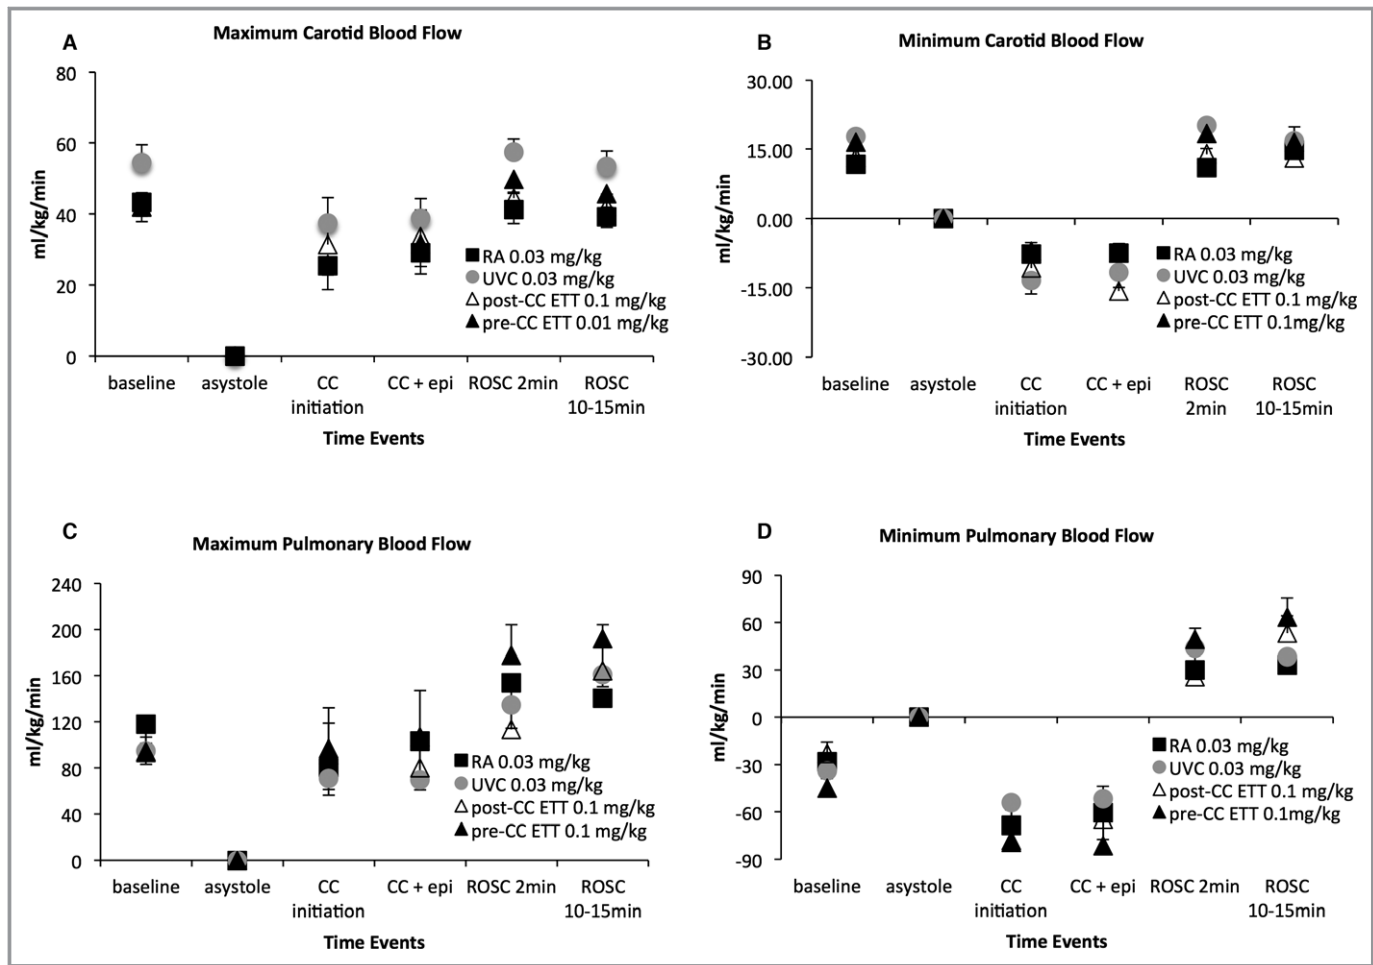 A
Maximum Carotid Blood Flow
80
60
40
20
0
ml/kg/min
RA 0.03 mg/kg
UVC 0.03 mg/kg
post-CC ETT 0.1 mg/kg
pre-CC ETT 0.01 mg/kg
baseline asystole CC CC + epi ROSC 2min ROSC
initiation 10-15min
Time Events
B
Minimum Carotid Blood Flow
30.00
15.00
0.00
-15.00
-30.00
ml/kg/min
RA 0.03 mg/kg
UVC 0.03 mg/kg
post-CC ETT 0.1 mg/kg
pre-CC ETT 0.1mg/kg
baseline asystole CC CC + epi ROSC ROSC
initiation 2min 10-15min
Time Events
C
Maximum Pulmonary Blood Flow
240
200
160
120
80
40
0
ml/kg/min
RA 0.03 mg/kg
UVC 0.03 mg/kg
post-CC ETT 0.1 mg/kg
pre-CC ETT 0.1 mg/kg
baseline asystole CC CC + epi ROSC 2min ROSC
initiation 10-15min
Time Events
D
Minimum Pulmonary Blood Flow
90
60
30
0
-30
-60
-90
ml/kg/min
RA 0.03 mg/kg
UVC 0.03 mg/kg
post-CC ETT 0.1 mg/kg
pre-CC ETT 0.1mg/kg
baseline asystole CC CC + epi ROSC 2min ROSC
initiation 10-15min
Time Events